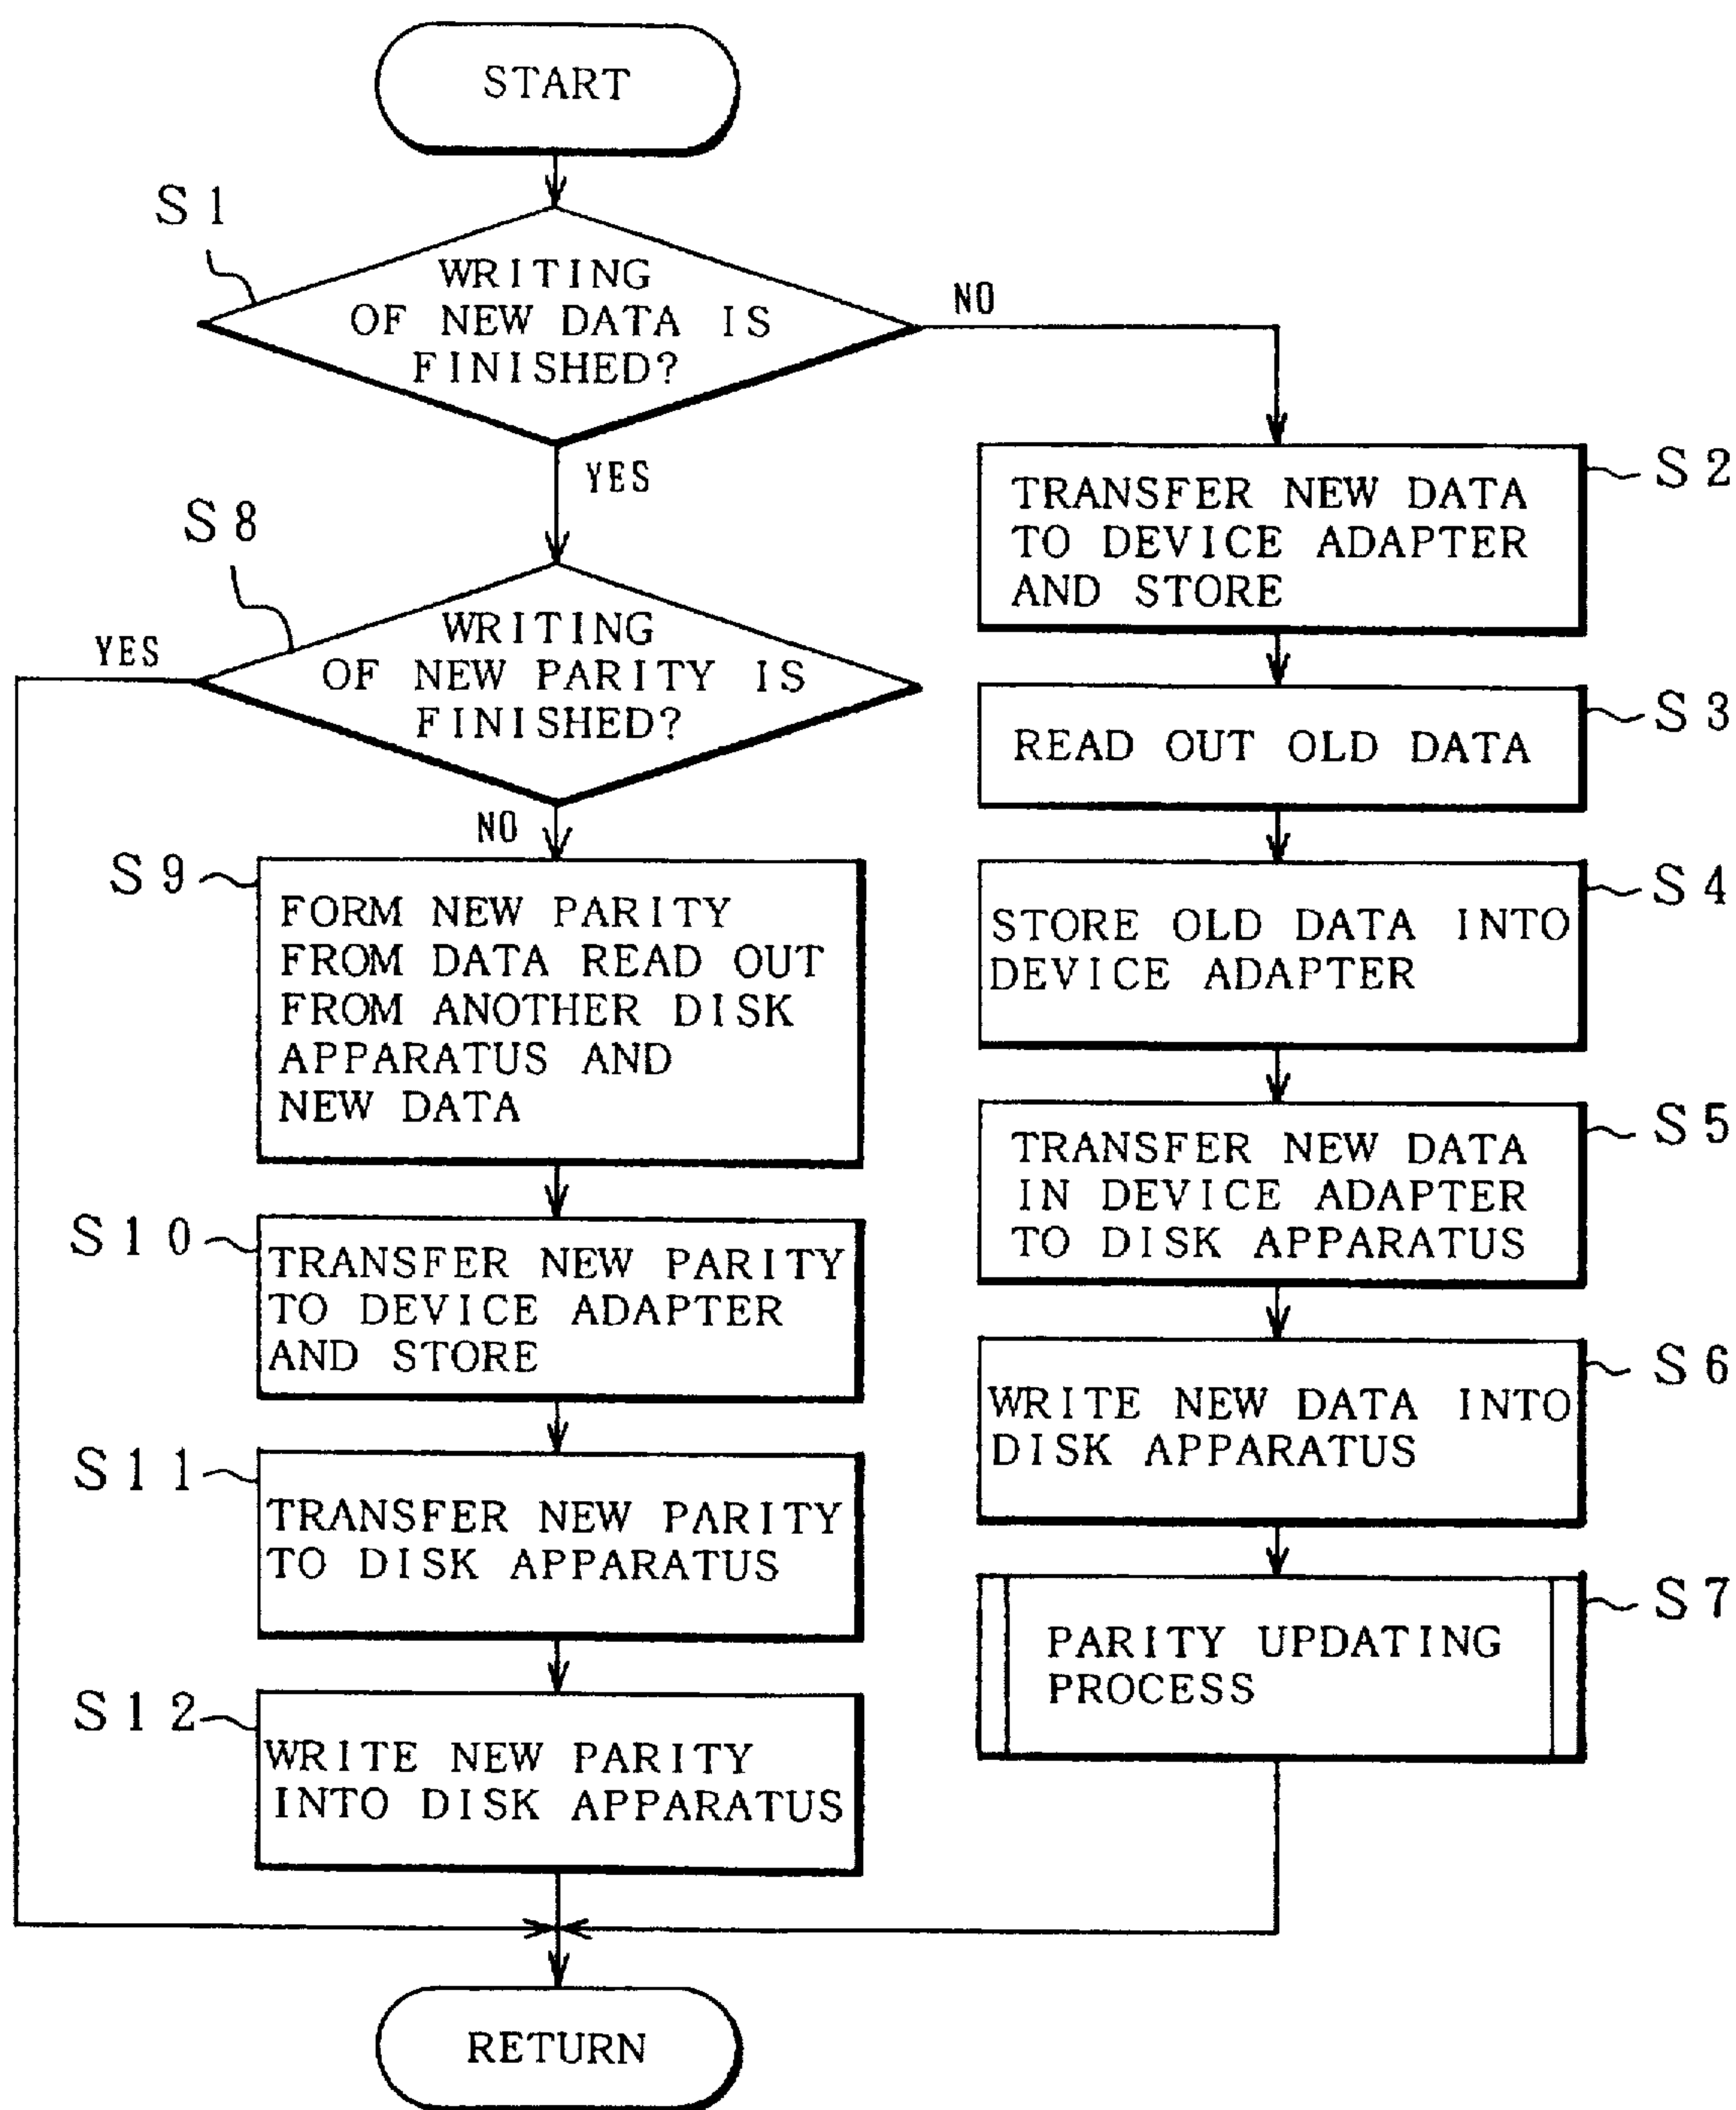 START
S1
WRITING
OF NEW DATA IS
FINISHED?
NO
YES
S2
TRANSFER NEW DATA
TO DEVICE ADAPTER
AND STORE
S8
WRITING
OF NEW PARITY IS
FINISHED?
YES
NO
S3
READ OUT OLD DATA
S4
STORE OLD DATA INTO
DEVICE ADAPTER
S9
FORM NEW PARITY
FROM DATA READ OUT
FROM ANOTHER DISK
APPARATUS AND
NEW DATA
S5
TRANSFER NEW DATA
IN DEVICE ADAPTER
TO DISK APPARATUS
S10
TRANSFER NEW PARITY
TO DEVICE ADAPTER
AND STORE
S6
WRITE NEW DATA INTO
DISK APPARATUS
S11
TRANSFER NEW PARITY
TO DISK APPARATUS
S7
PARITY UPDATING
PROCESS
S12
WRITE NEW PARITY
INTO DISK APPARATUS
RETURN